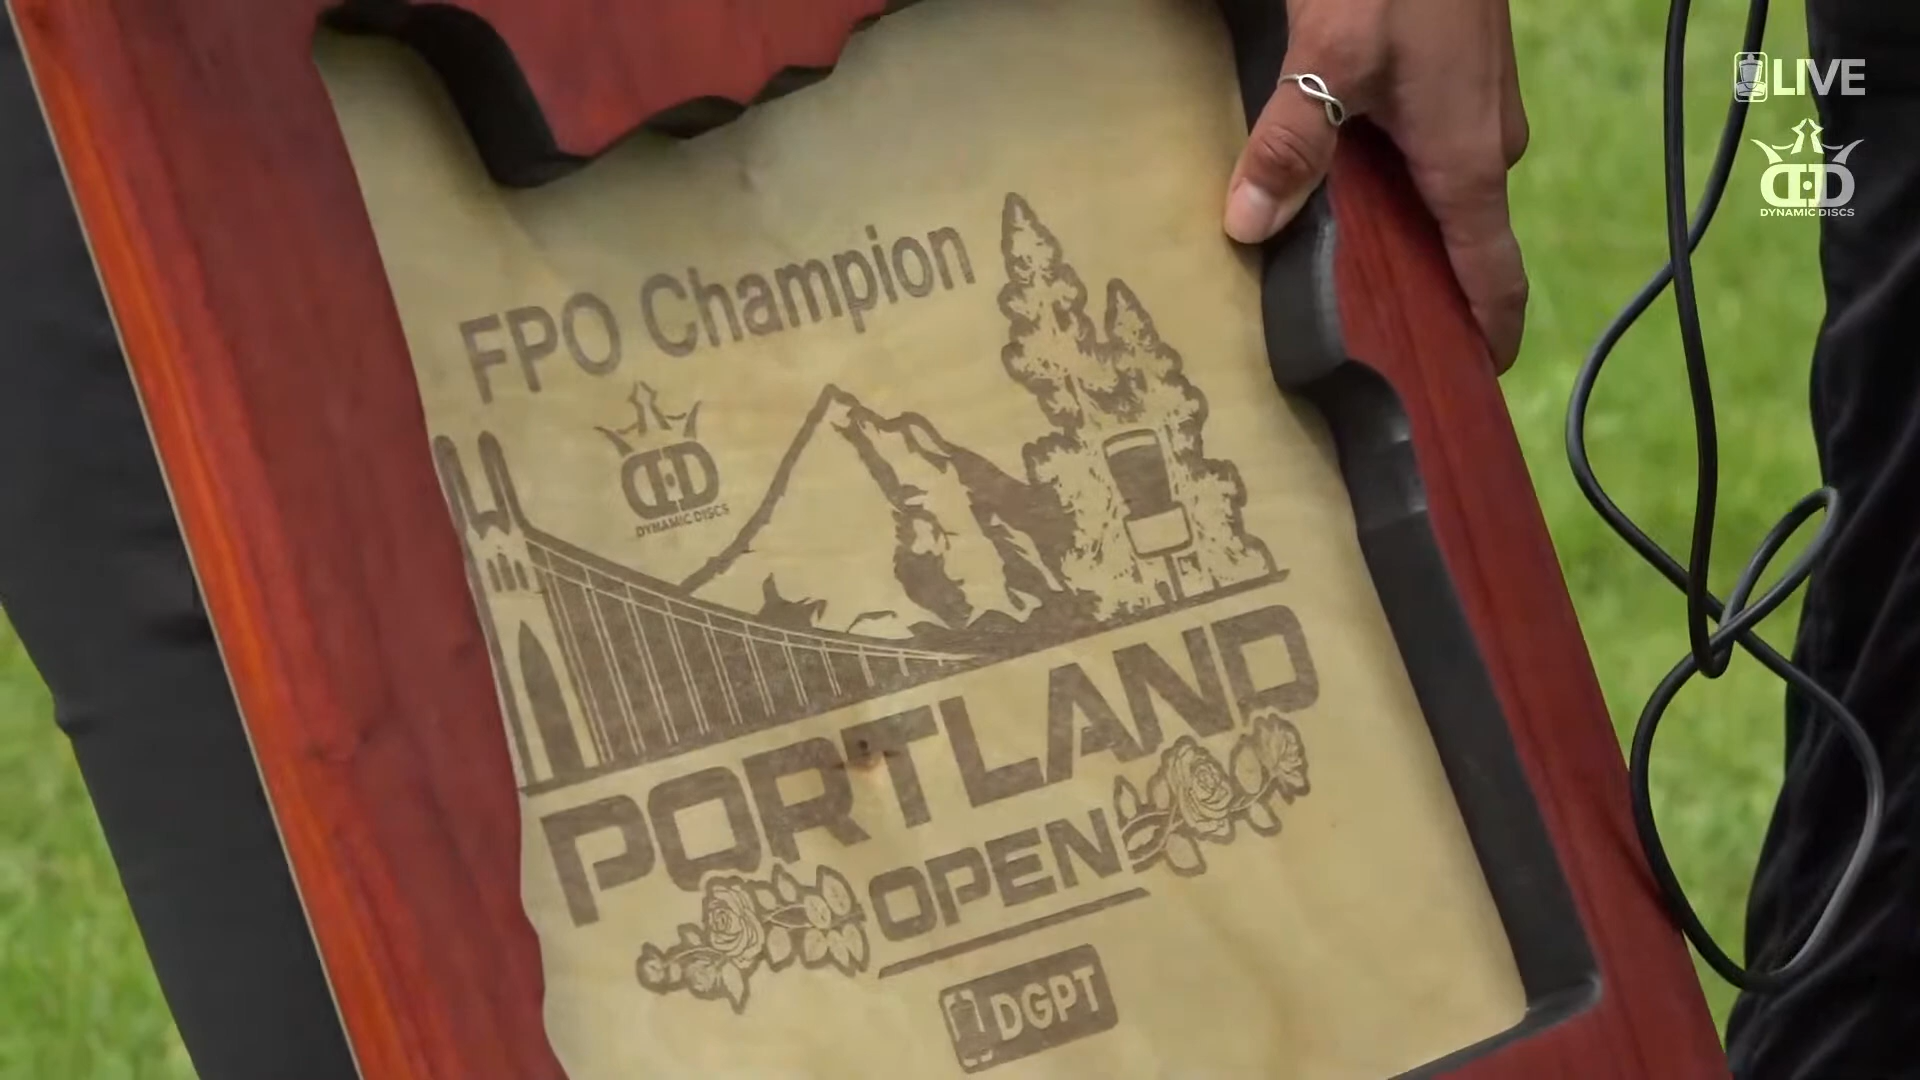 LIVE
DYNAMIC DISCS
FPO Champion
DYNAMIC DISCS
PORTLAND
OPEN
DGPT